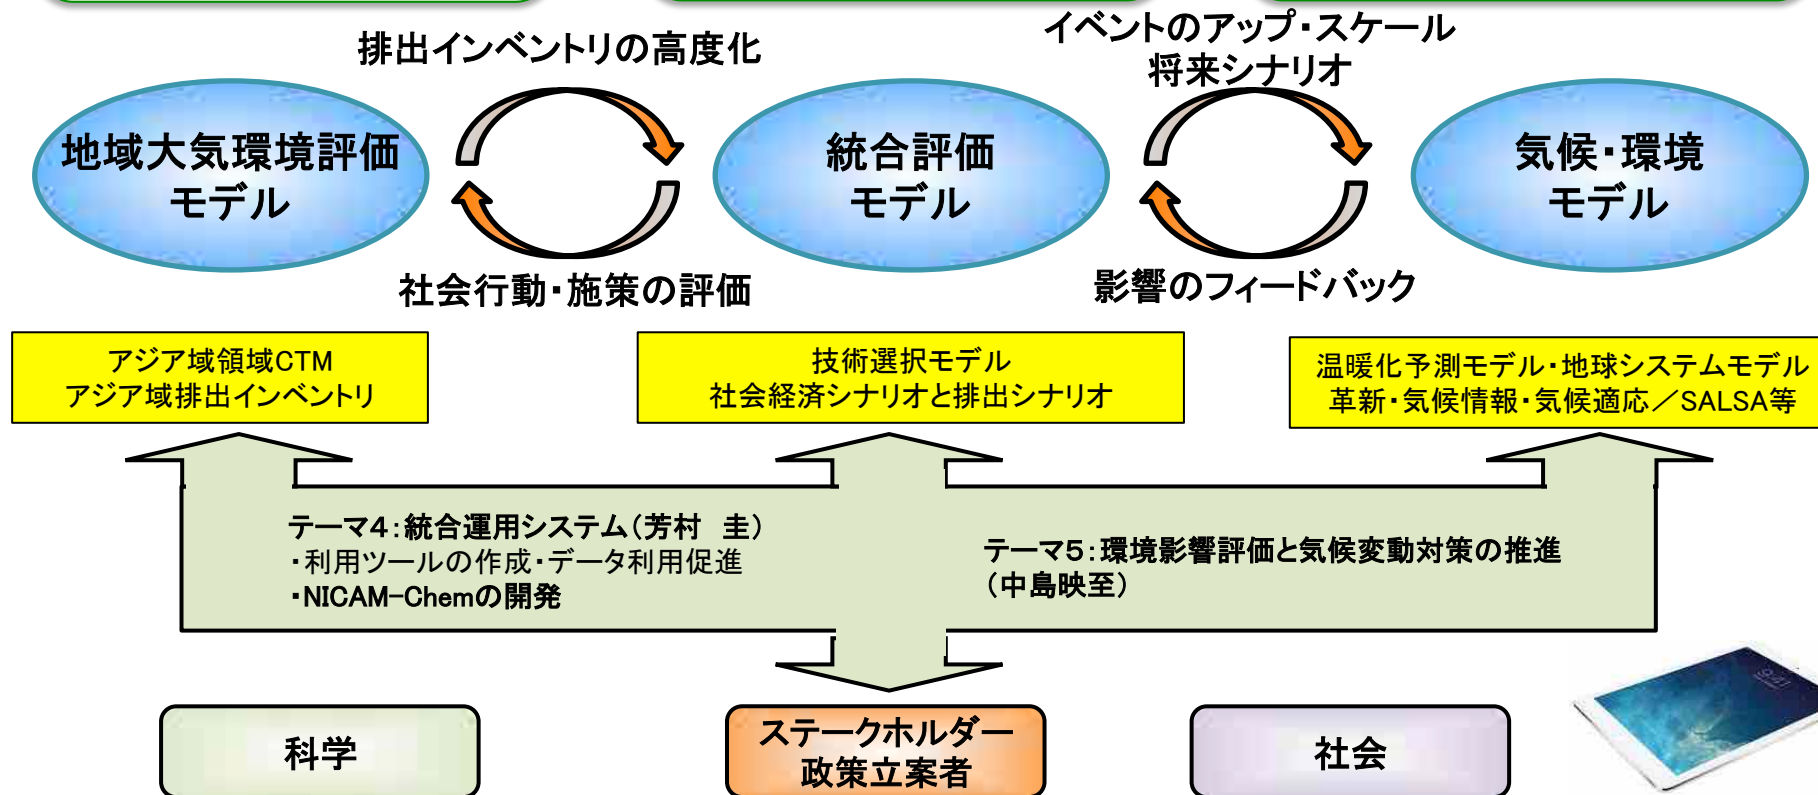 排出インベントリの高度化
イベントのアップ・スケール
将来シナリオ
地域大気環境評価
モデル
統合評価
モデル
気候・環境
モデル
社会行動・施策の評価
影響のフィードバック
アジア域領域CTM
アジア域排出インベントリ
技術選択モデル
社会経済シナリオと排出シナリオ
温暖化予測モデル・地球システムモデル
革新・気候情報・気候適応／SALSA等
テーマ4：統合運用システム（芳村　圭）
・利用ツールの作成・データ利用促進
・NICAM-Chemの開発
テーマ5：環境影響評価と気候変動対策の推進
（中島映至）
9:41
科学
ステークホルダー
政策立案者
社会